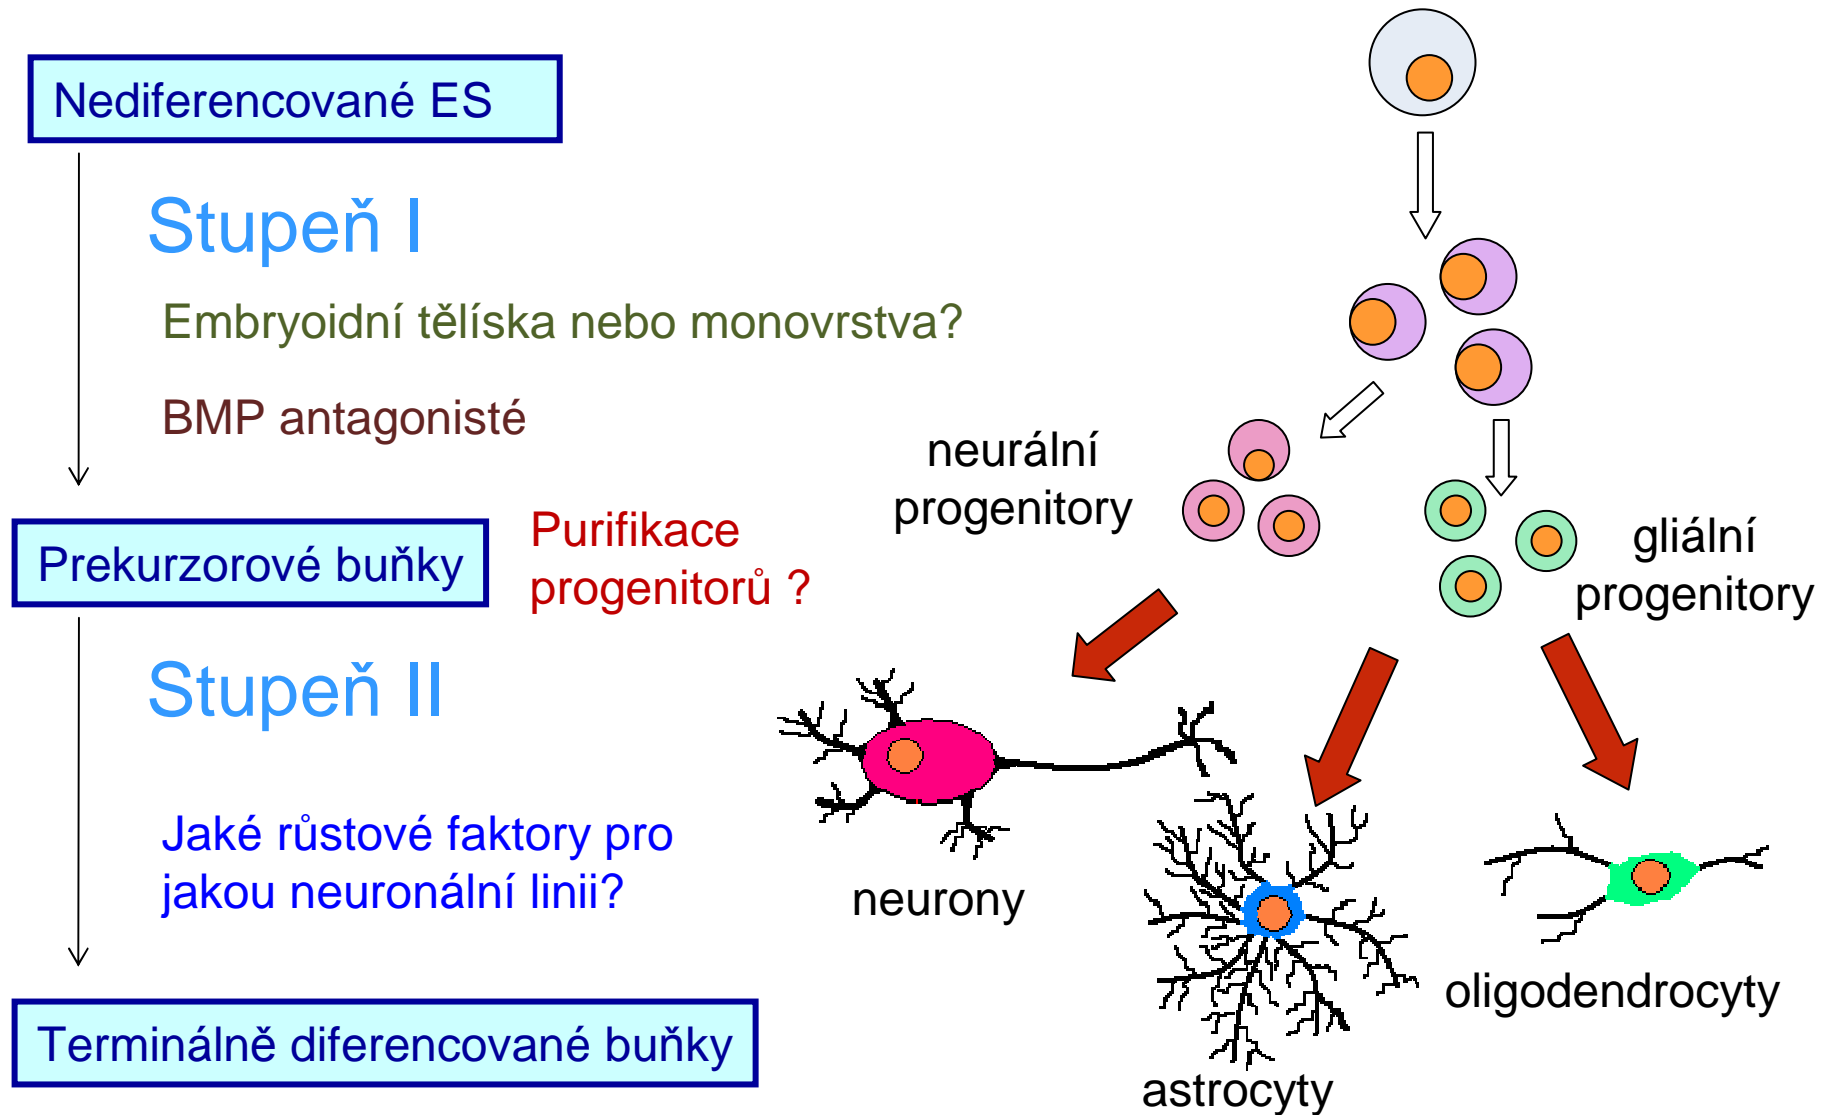 Nediferencované ES
Stupeň I
Embryoidní tělíska nebo monovrstva?
BMP antagonisté
Prekurzorové buňky
Purifikace
progenitorů ?
Stupeň II
Jaké růstové faktory pro
jakou neuronální linii?
Terminálně diferencované buňky
neurální
progenitory
gliální
progenitory
neurony
astrocyty
oligodendrocyty